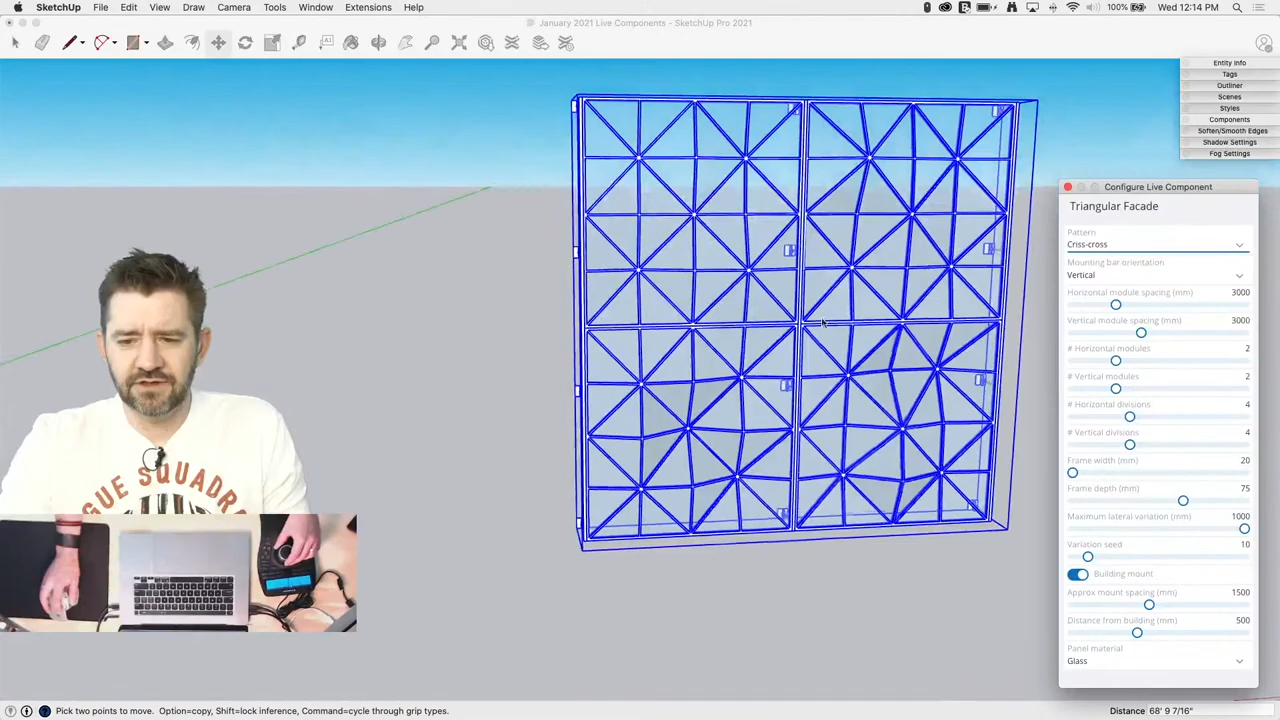 SketchUp File Edit View Draw Camera Tools Window Extensions Help
100% Wed 12:14 PM
January 2021 Live Components - SketchUp Pro 2021
Entity Info
Tags
Outliner
Scenes
Styles
Components
Soften/Smooth Edges
Shadow Settings
Fog Settings
Configure Live Component
Triangular Facade
Pattern
Criss-cross
Mounting bar orientation
Vertical
Horizontal module spacing (mm) 3000
Vertical module spacing (mm) 3000
# Horizontal modules 2
# Vertical modules 2
# Horizontal divisions 4
# Vertical divisions 4
Frame width (mm) 20
Frame depth (mm) 75
Maximum lateral variation (mm) 1000
Variation seed 10
Building mount
Approx mount spacing (mm) 1500
Distance from building (mm) 500
Panel material
Glass
Pick two points to move. Option=copy, Shift=lock inference, Command=cycle through grip types.
Distance 68' 9 7/16"